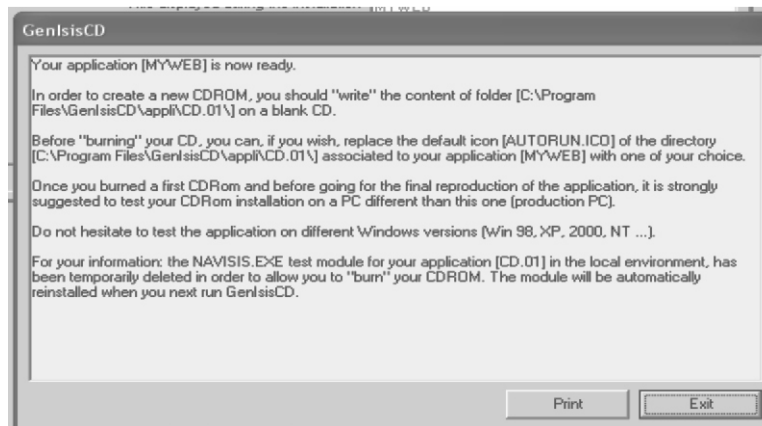 GenIsisCD
Your application [MYWEB] is now ready.
In order to create a new CDROM, you should "write" the content of folder [C:\Program
Files\GenIsisCD\appli\CD.01\] on a blank CD.
Before "burning" your CD, you can, if you wish, replace the default icon [AUTORUN.ICO] of the directory
[C:\Program Files\GenIsisCD\appli\CD.01\] associated to your application [MYWEB] with one of your choice.
Once you burned a first CDRom and before going for the final reproduction of the application, it is strongly
suggested to test your CDRom installation on a PC different than this one (production PC).
Do not hesitate to test the application on different Windows versions (Win 98, XP, 2000, NT ...).
For your information: the NAVISIS.EXE test module for your application [CD.01] in the local environment, has
been temporarily deleted in order to allow you to "burn" your CDROM. The module will be automatically
reinstalled when you next run GenIsisCD.
Print Exit